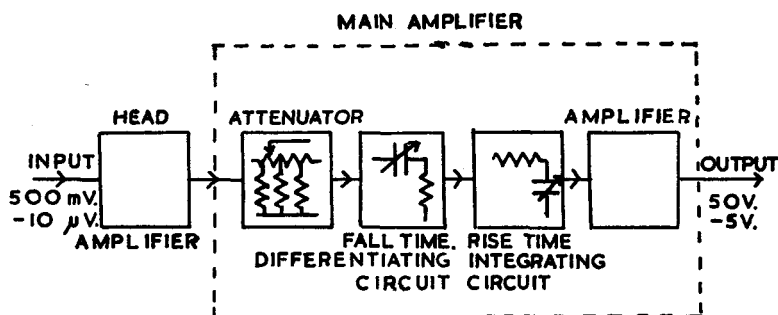 MAIN AMPLIFIER
HEAD
AMPLIFIER
INPUT
500 mV.
-10 µV.
ATTENUATOR
FALL TIME.
DIFFERENTIATING
CIRCUIT
RISE TIME
INTEGRATING
CIRCUIT
AMPLIFIER
OUTPUT
50V.
-5V.